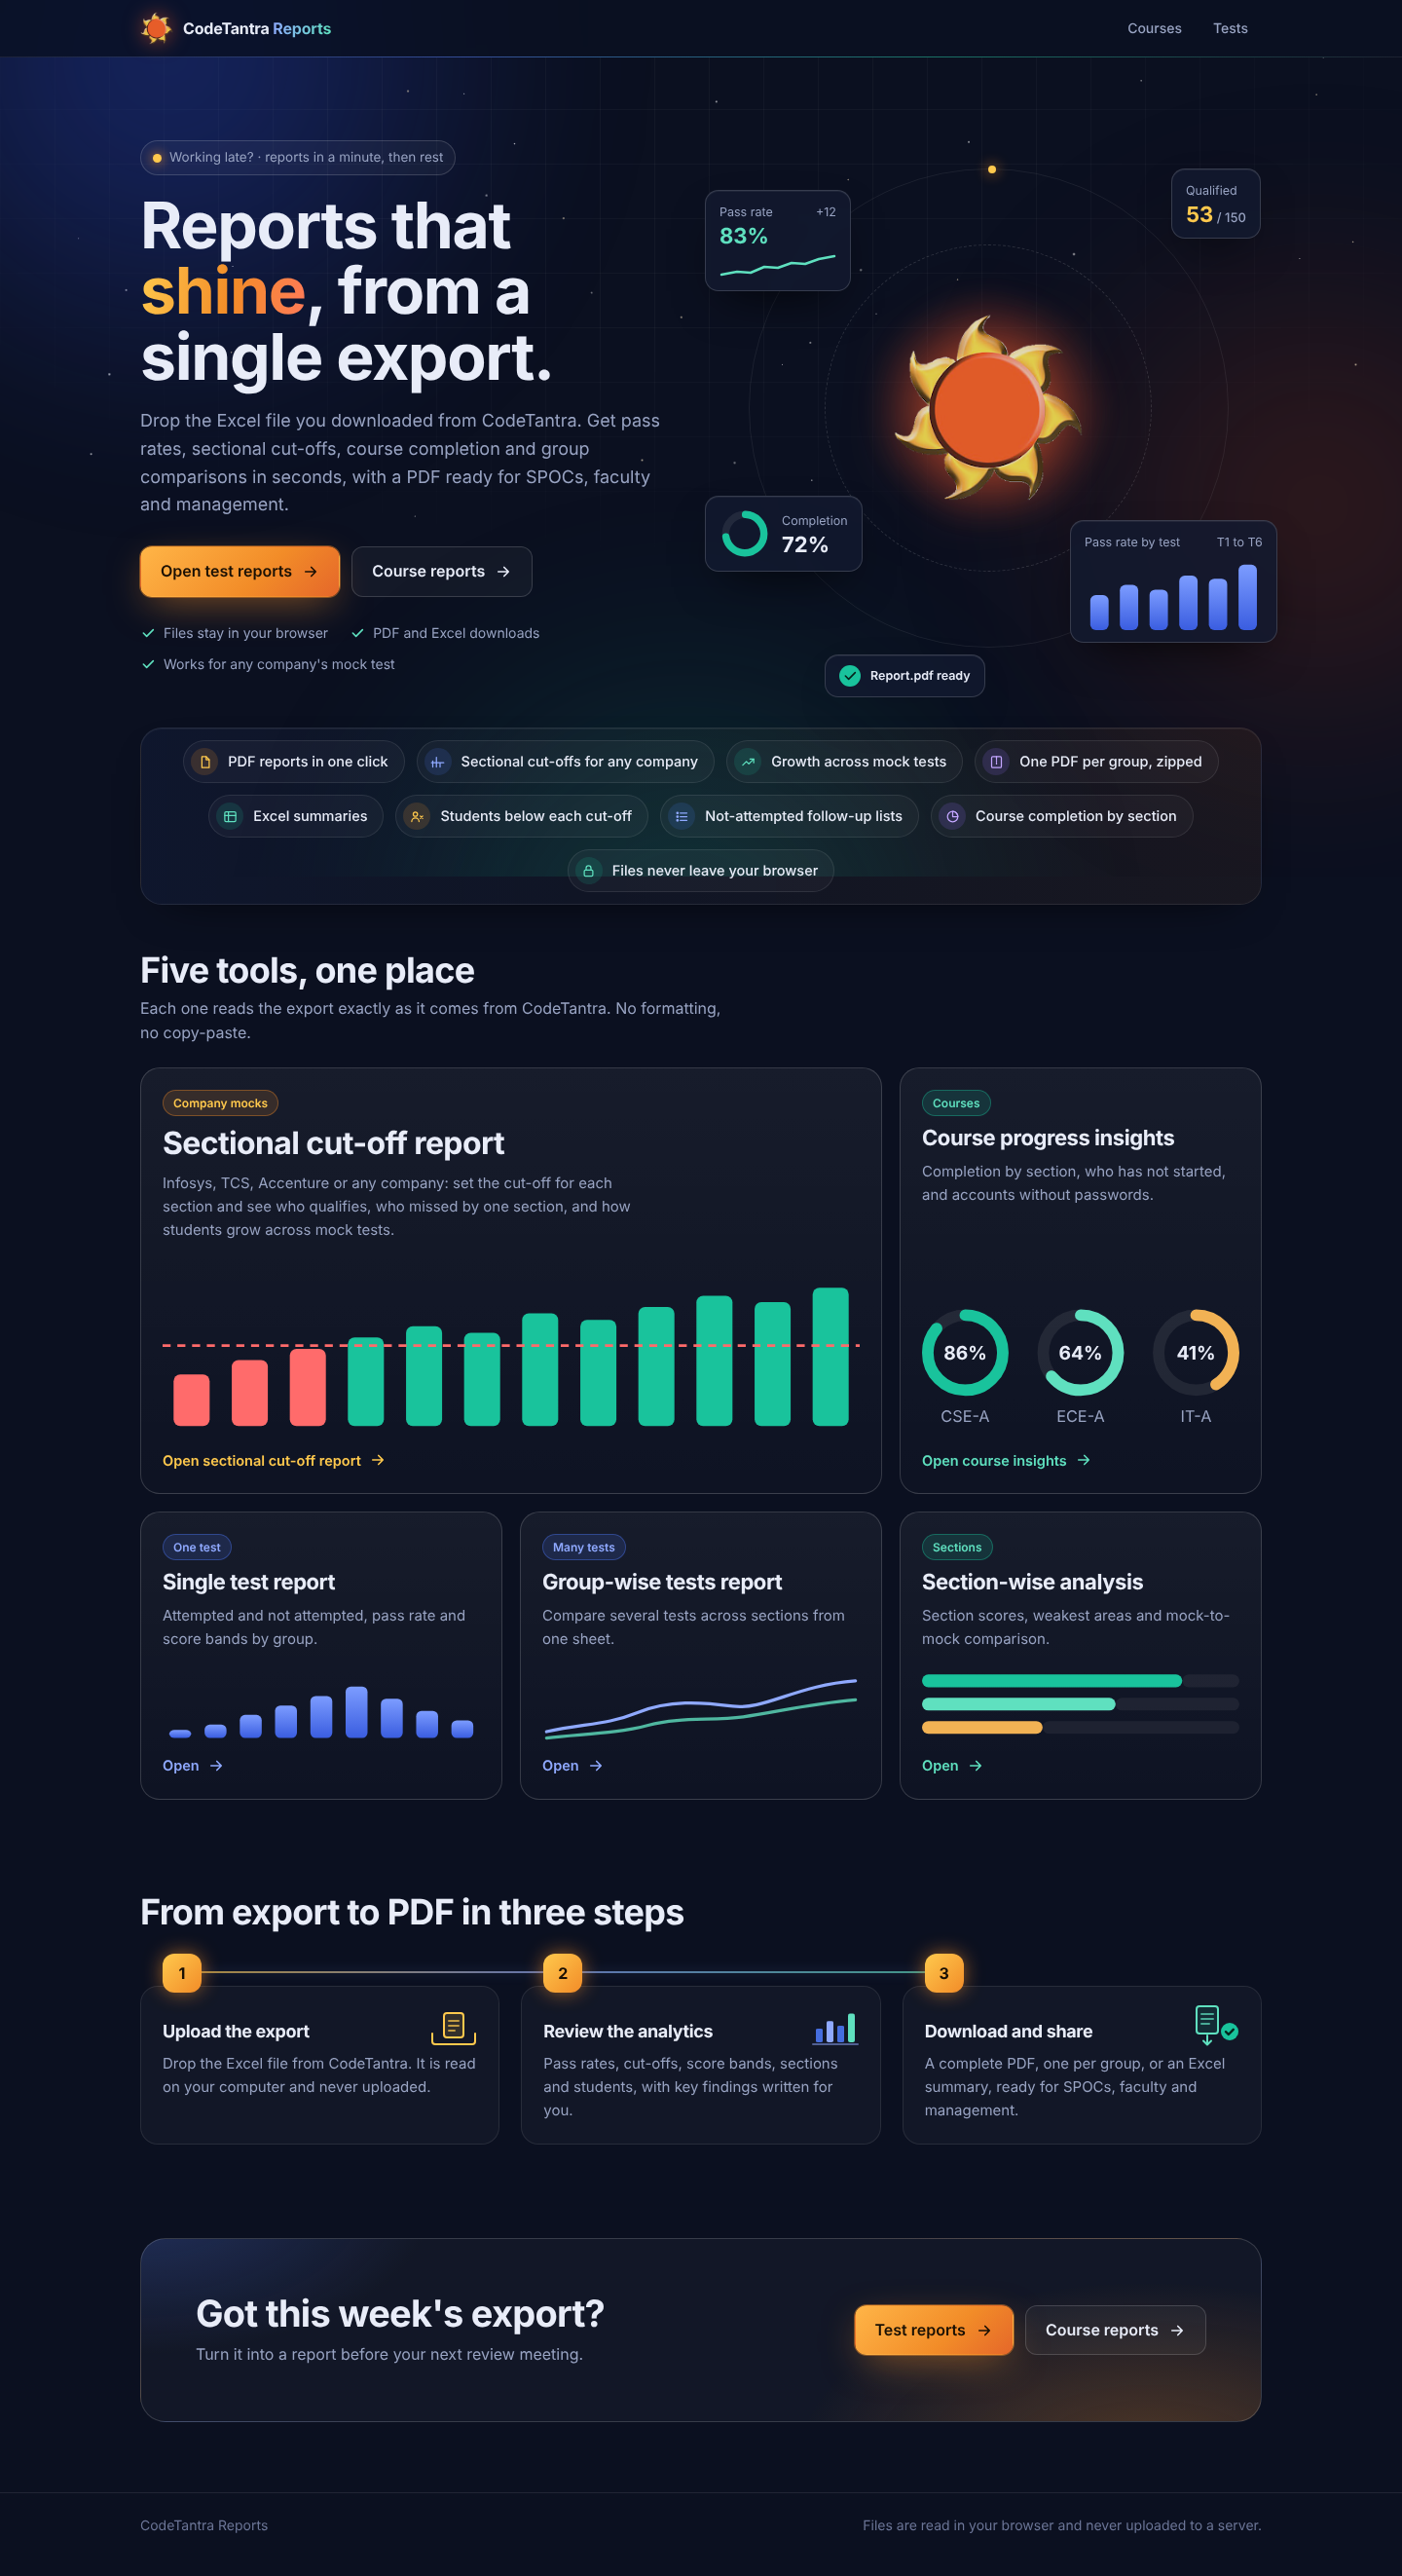 CodeTantra Reports
Courses
Tests
Working late? · reports in a minute, then rest
Reports that
shine, from a
single export.
Drop the Excel file you downloaded from CodeTantra. Get pass
rates, sectional cut-offs, course completion and group
comparisons in seconds, with a PDF ready for SPOCs, faculty
and management.
Open test reports →
Course reports →
Files stay in your browser
PDF and Excel downloads
Works for any company's mock test
Pass rate +12
83%
Qualified
53 / 150
Completion
72%
Pass rate by test T1 to T6
Report.pdf ready
PDF reports in one click
Sectional cut-offs for any company
Growth across mock tests
One PDF per group, zipped
Excel summaries
Students below each cut-off
Not-attempted follow-up lists
Course completion by section
Files never leave your browser
Five tools, one place
Each one reads the export exactly as it comes from CodeTantra. No formatting,
no copy-paste.
Company mocks
Sectional cut-off report
Infosys, TCS, Accenture or any company: set the cut-off for each
section and see who qualifies, who missed by one section, and how
students grow across mock tests.
Open sectional cut-off report →
Courses
Course progress insights
Completion by section, who has not started,
and accounts without passwords.
86% 64% 41%
CSE-A ECE-A IT-A
Open course insights →
One test
Single test report
Attempted and not attempted, pass rate and
score bands by group.
Open →
Many tests
Group-wise tests report
Compare several tests across sections from
one sheet.
Open →
Sections
Section-wise analysis
Section scores, weakest areas and mock-to-
mock comparison.
Open →
From export to PDF in three steps
1
Upload the export
Drop the Excel file from CodeTantra. It is read
on your computer and never uploaded.
2
Review the analytics
Pass rates, cut-offs, score bands, sections
and students, with key findings written for
you.
3
Download and share
A complete PDF, one per group, or an Excel
summary, ready for SPOCs, faculty and
management.
Got this week's export?
Turn it into a report before your next review meeting.
Test reports →
Course reports →
CodeTantra Reports
Files are read in your browser and never uploaded to a server.